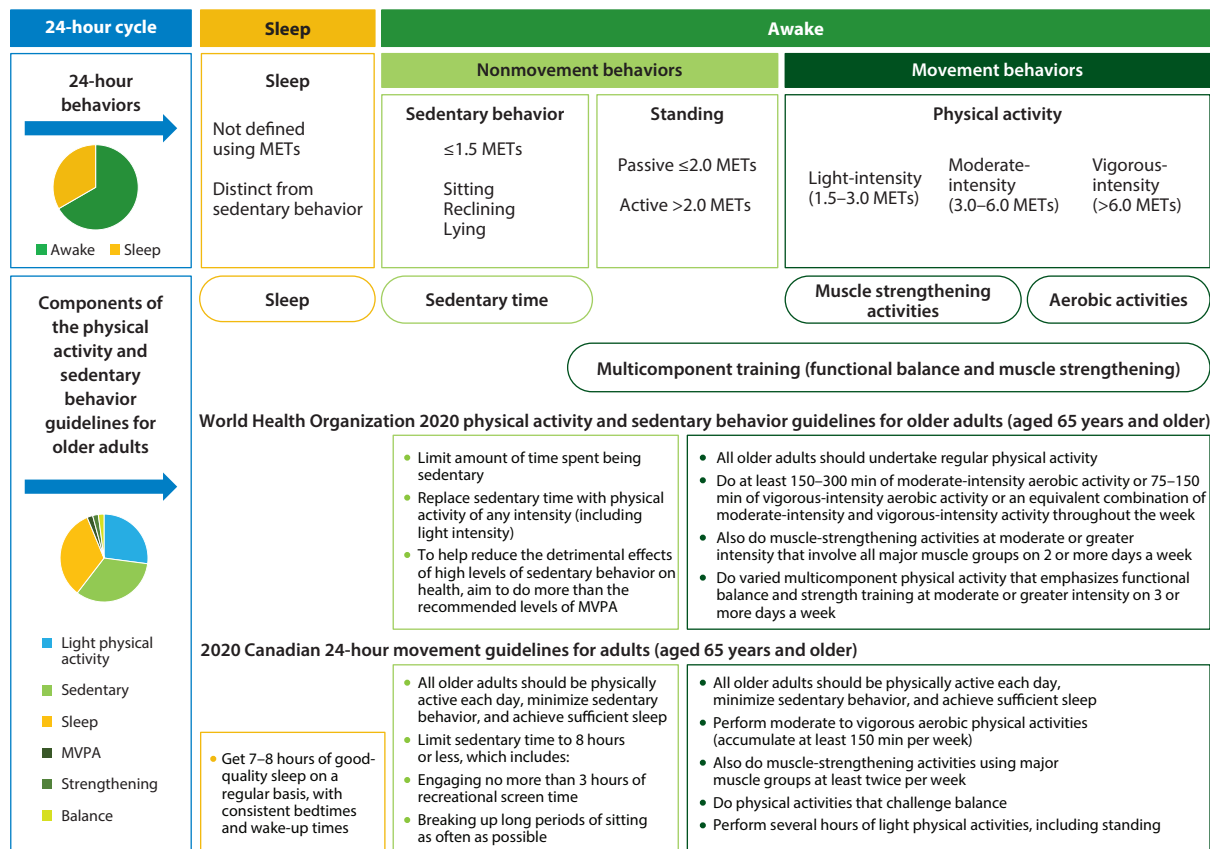 24-hour cycle
Sleep
Awake
24-hour
behaviors
Awake
Sleep
Sleep
Not defined
using METs
Distinct from
sedentary behavior
Nonmovement behaviors
Movement behaviors
Sedentary behavior
≤1.5 METs
Sitting
Reclining
Lying
Standing
Passive ≤2.0 METs
Active >2.0 METs
Physical activity
Light-intensity
(1.5–3.0 METs)
Moderate-
intensity
(3.0–6.0 METs)
Vigorous-
intensity
(>6.0 METs)
Components of
the physical
activity and
sedentary
behavior
guidelines for
older adults
Light physical
activity
Sedentary
Sleep
MVPA
Strengthening
Balance
Sleep
Sedentary time
Muscle strengthening
activities
Aerobic activities
Multicomponent training (functional balance and muscle strengthening)
World Health Organization 2020 physical activity and sedentary behavior guidelines for older adults (aged 65 years and older)
• Limit amount of time spent being
sedentary
• Replace sedentary time with physical
activity of any intensity (including
light intensity)
• To help reduce the detrimental effects
of high levels of sedentary behavior on
health, aim to do more than the
recommended levels of MVPA
• All older adults should undertake regular physical activity
• Do at least 150–300 min of moderate-intensity aerobic activity or 75–150
min of vigorous-intensity aerobic activity or an equivalent combination of
moderate-intensity and vigorous-intensity activity throughout the week
• Also do muscle-strengthening activities at moderate or greater
intensity that involve all major muscle groups on 2 or more days a week
• Do varied multicomponent physical activity that emphasizes functional
balance and strength training at moderate or greater intensity on 3 or
more days a week
2020 Canadian 24-hour movement guidelines for adults (aged 65 years and older)
• Get 7–8 hours of good-
quality sleep on a
regular basis, with
consistent bedtimes
and wake-up times
• All older adults should be physically
active each day, minimize sedentary
behavior, and achieve sufficient sleep
• Limit sedentary time to 8 hours
or less, which includes:
• Engaging no more than 3 hours of
recreational screen time
• Breaking up long periods of sitting
as often as possible
• All older adults should be physically active each day,
minimize sedentary behavior, and achieve sufficient sleep
• Perform moderate to vigorous aerobic physical activities
(accumulate at least 150 min per week)
• Also do muscle-strengthening activities using major
muscle groups at least twice per week
• Do physical activities that challenge balance
• Perform several hours of light physical activities, including standing